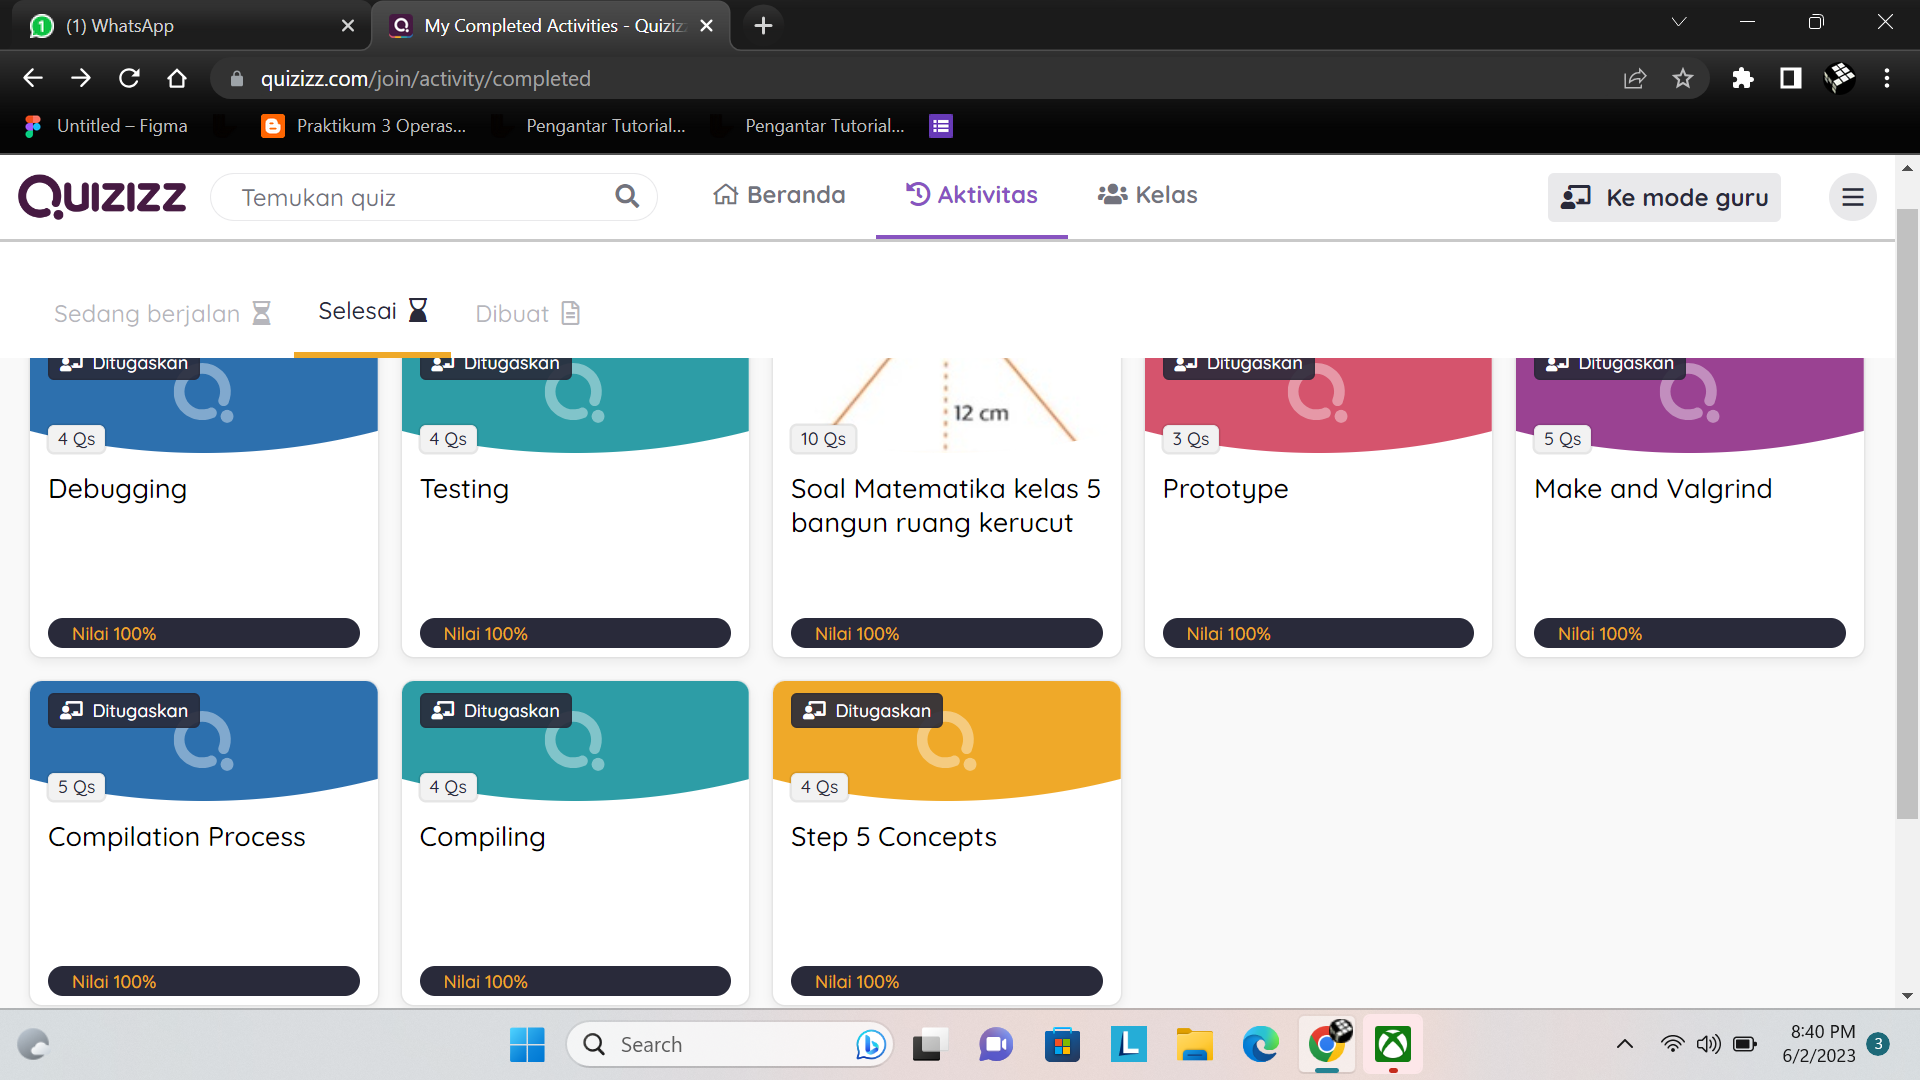 (1) WhatsApp
My Completed Activities - Quiziz
quizizz.com/join/activity/completed
Untitled – Figma
Praktikum 3 Operas...
Pengantar Tutorial...
Pengantar Tutorial...
QUIZIZZ
Temukan quiz
Beranda
Aktivitas
Kelas
Ke mode guru
Sedang berjalan
Selesai
Dibuat
Ditugaskan
Ditugaskan
Ditugaskan
Ditugaskan
12 cm
4 Qs
4 Qs
10 Qs
3 Qs
5 Qs
Debugging
Testing
Soal Matematika kelas 5
bangun ruang kerucut
Prototype
Make and Valgrind
Nilai 100%
Nilai 100%
Nilai 100%
Nilai 100%
Nilai 100%
Ditugaskan
Ditugaskan
Ditugaskan
5 Qs
4 Qs
4 Qs
Compilation Process
Compiling
Step 5 Concepts
Nilai 100%
Nilai 100%
Nilai 100%
Search
8:40 PM
6/2/2023
3